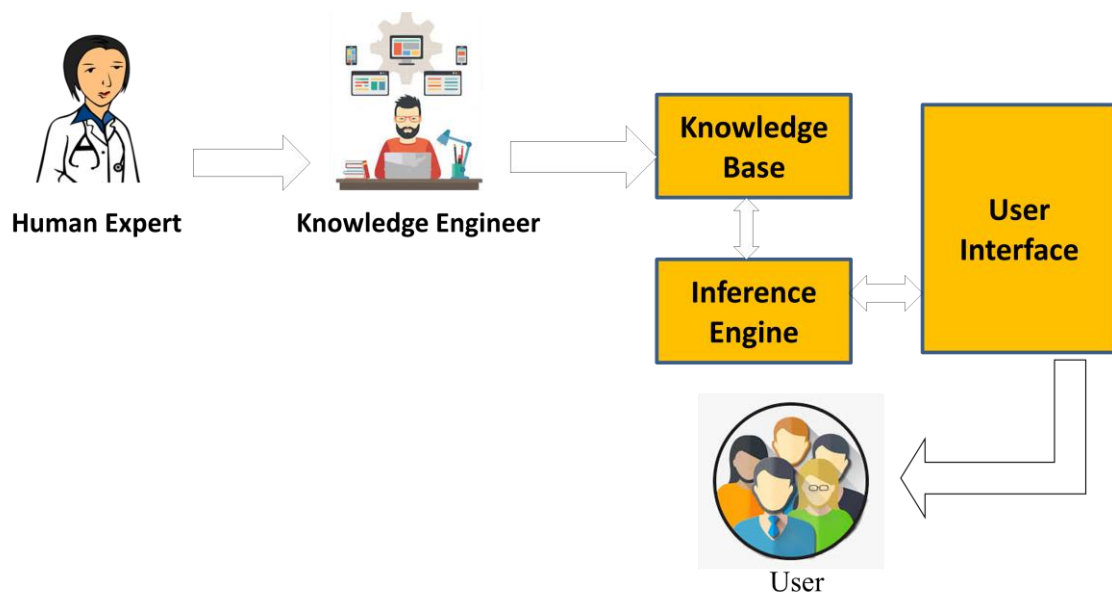 Human Expert
Knowledge Engineer
Knowledge
Base
Inference
Engine
User
Interface
User